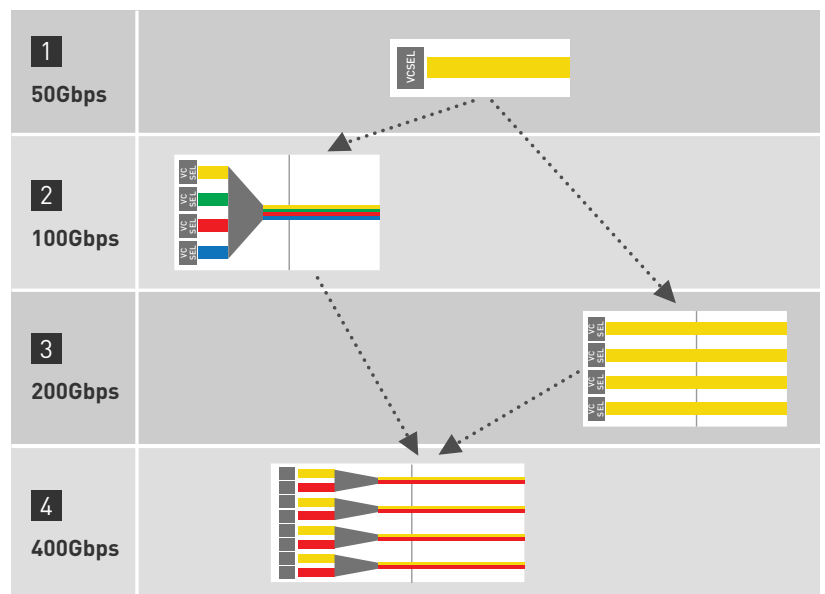 1
50Gbps
VCSEL
2
100Gbps
VC
SEL
VC
SEL
VC
SEL
VC
SEL
3
200Gbps
VC
SEL
VC
SEL
VC
SEL
VC
SEL
4
400Gbps